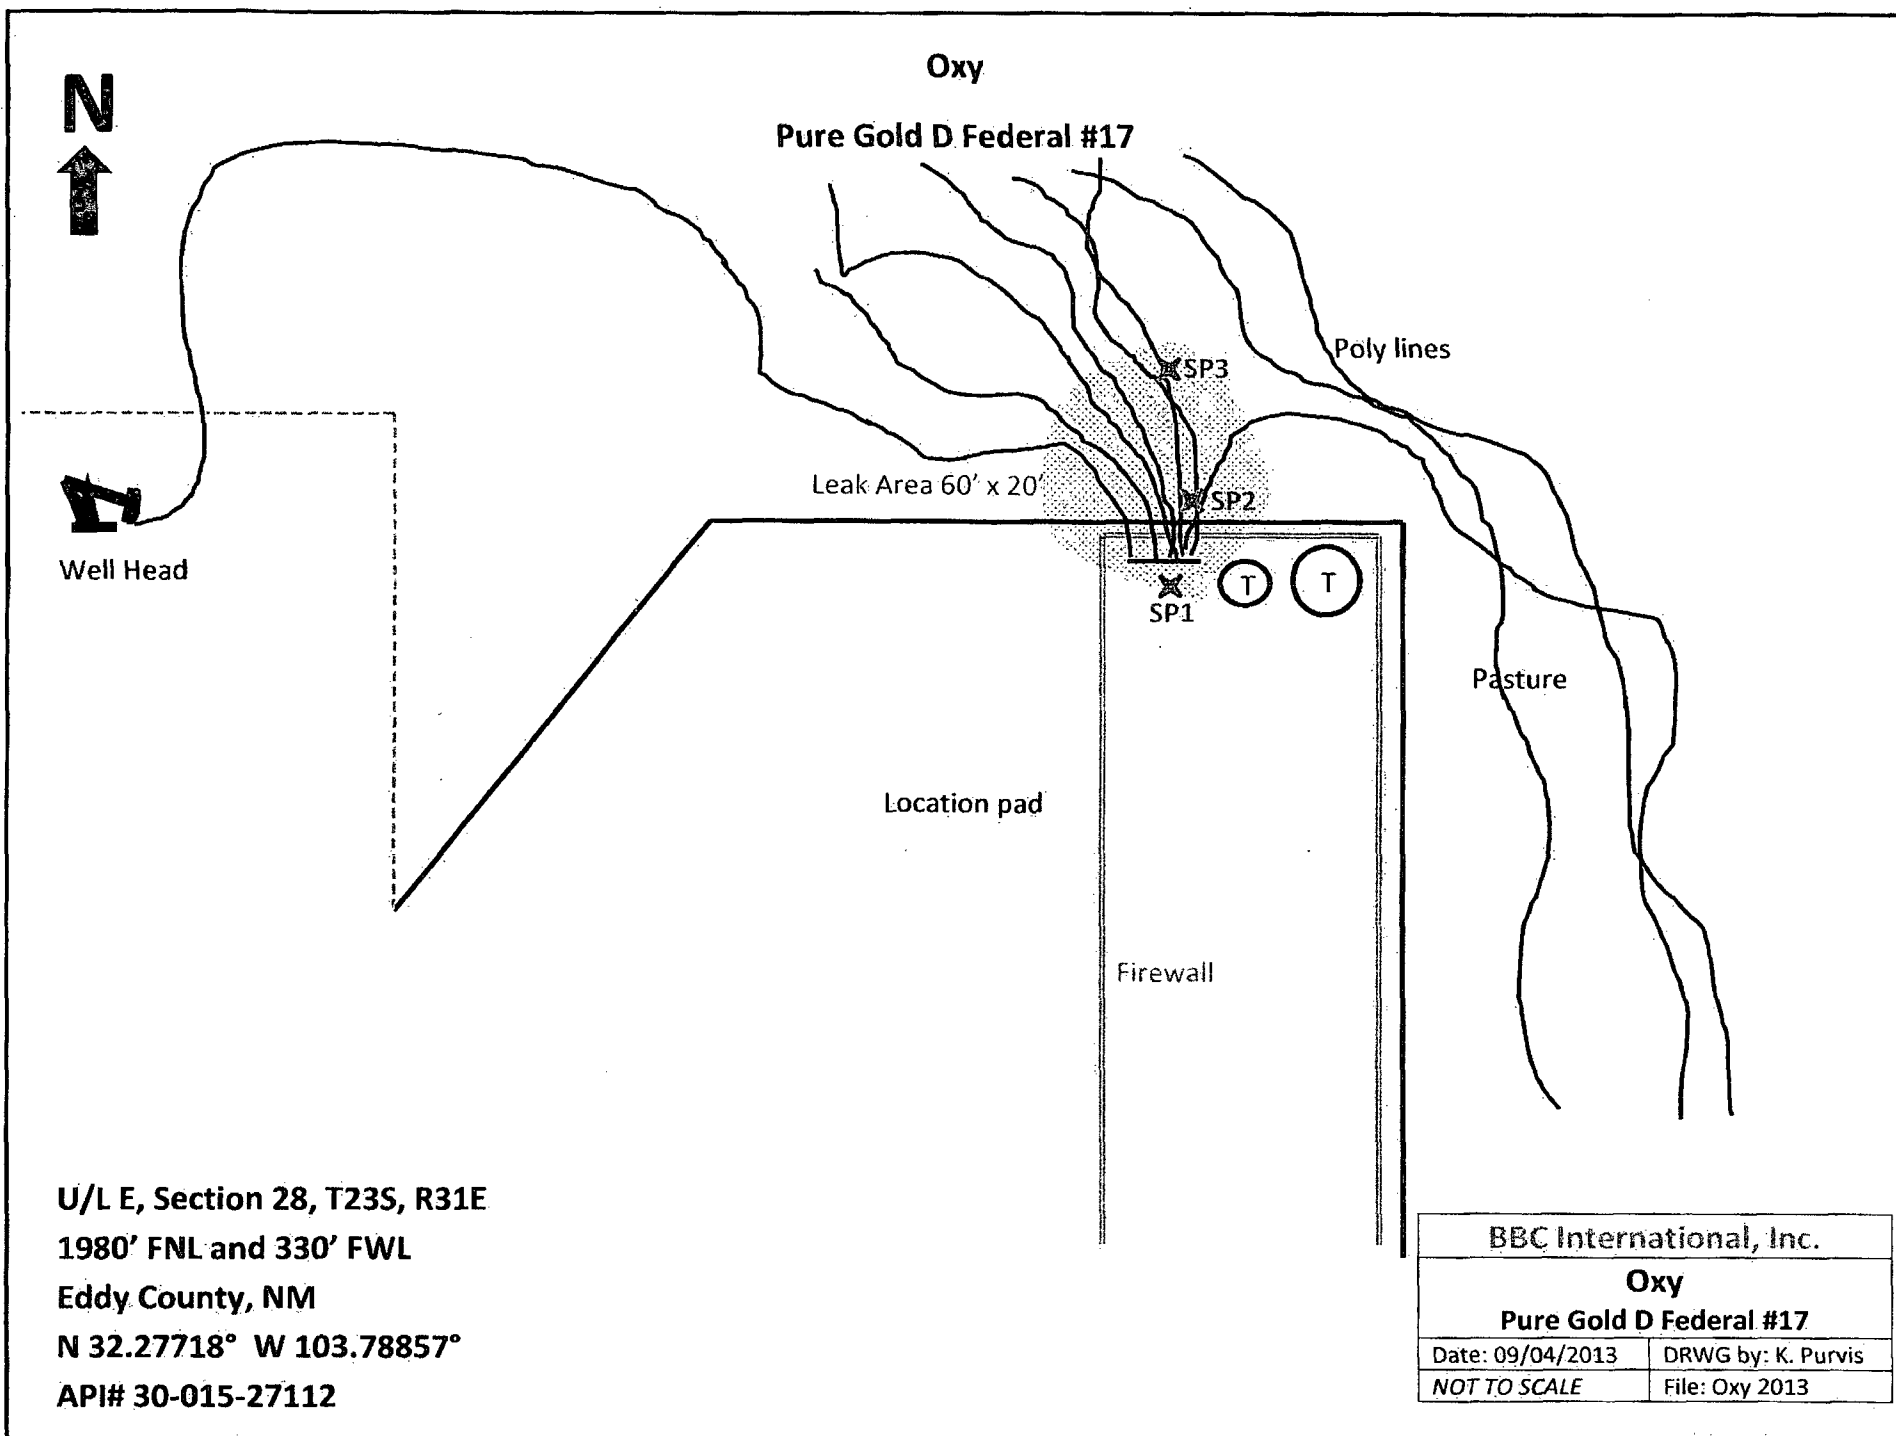 N
Oxy
Pure Gold D Federal #17
Poly lines
SP3
Leak Area 60' x 20'
SP2
Well Head
T
T
SP1
Pasture
Location pad
Firewall
U/L E, Section 28, T23S, R31E
1980' FNL and 330' FWL
Eddy County, NM
N 32.27718° W 103.78857°
API# 30-015-27112
BBC International, Inc.
Oxy
Pure Gold D Federal #17
Date: 09/04/2013 DRWG by: K. Purvis
NOT TO SCALE File: Oxy 2013